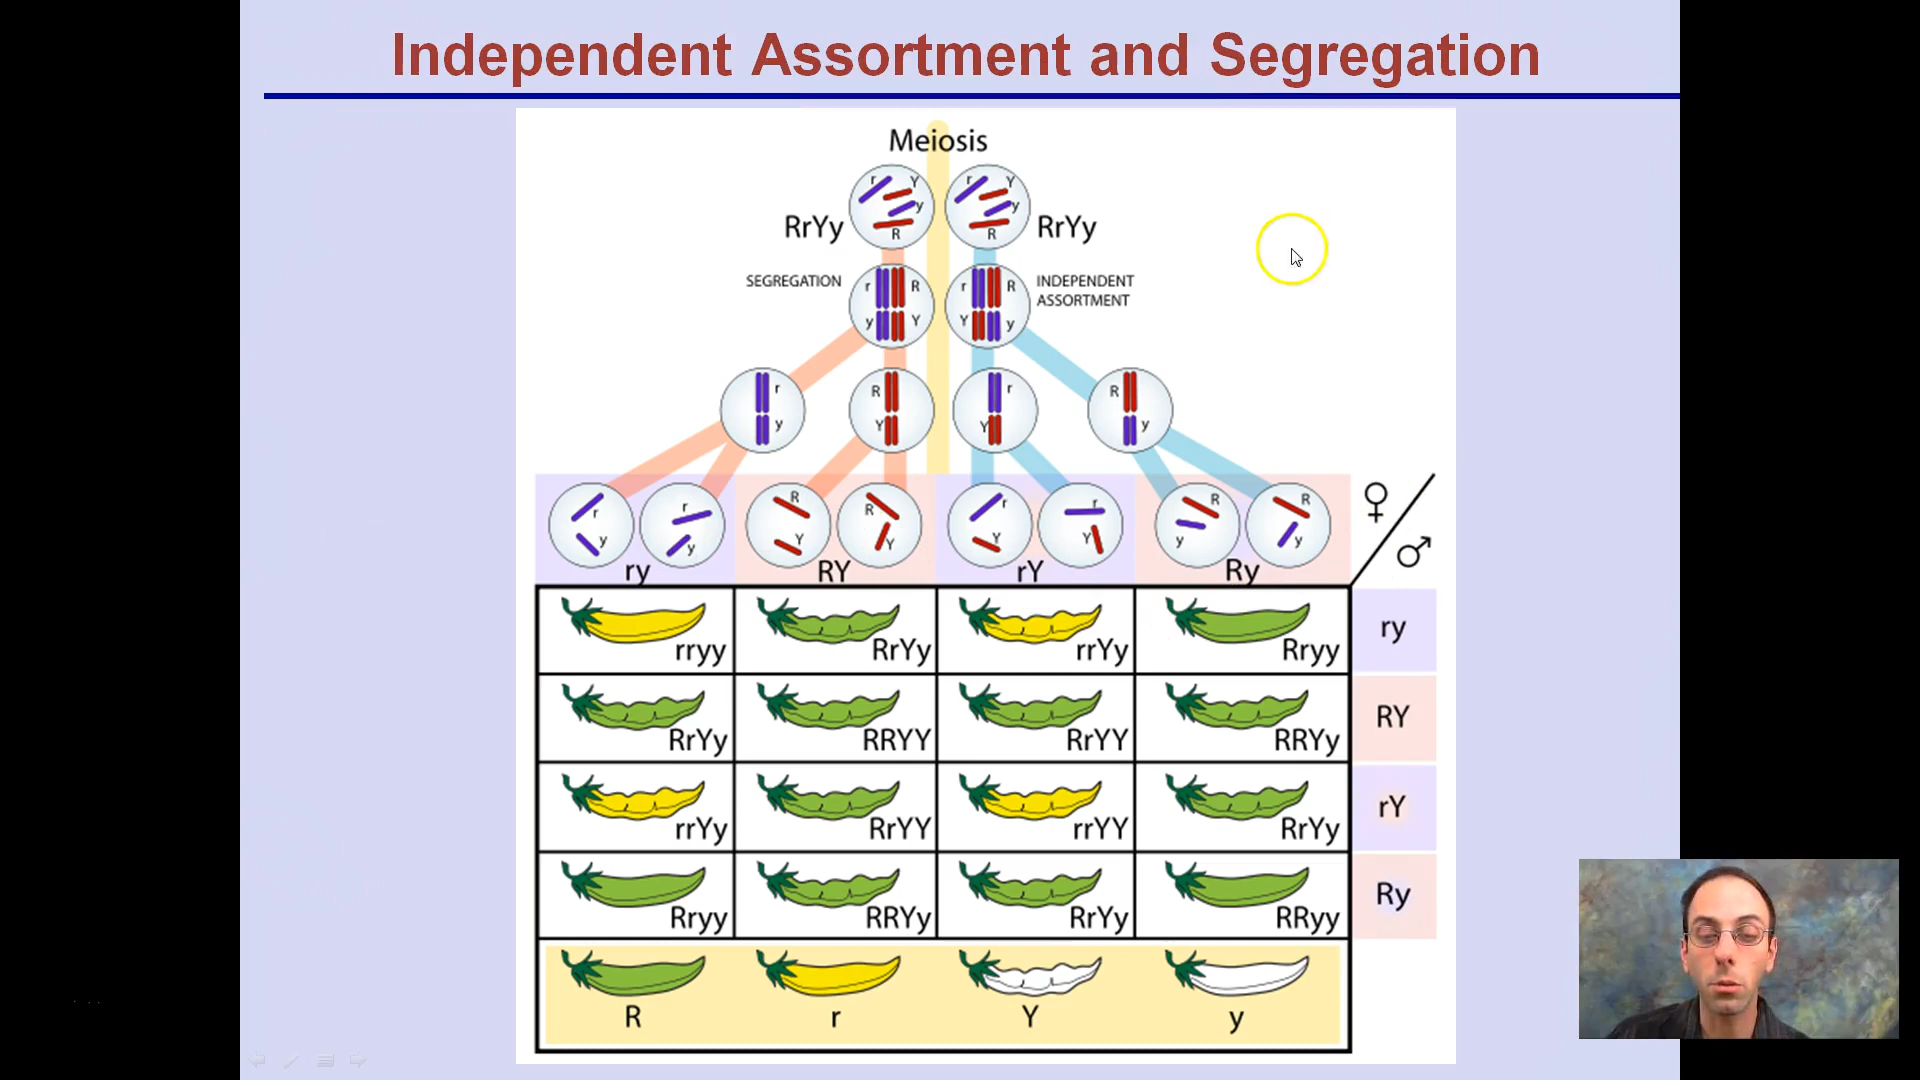 Independent Assortment and Segregation
Meiosis
r Y y R
r Y y R
RrYy RrYy
SEGREGATION
INDEPENDENT
ASSORTMENT
r R
y Y
r R
Y y
r
y
R
Y
r
Y
R
y
r y
r y
R Y
R Y
r Y
r Y
R y
R y
♀
♂
ry RY rY Ry
rryy RrYy rrYy Rryy ry
RrYy RRYY RrYY RRYy RY
rrYy RrYY rrYY RrYy rY
Rryy RRYy RrYy RRyy Ry
R r Y y